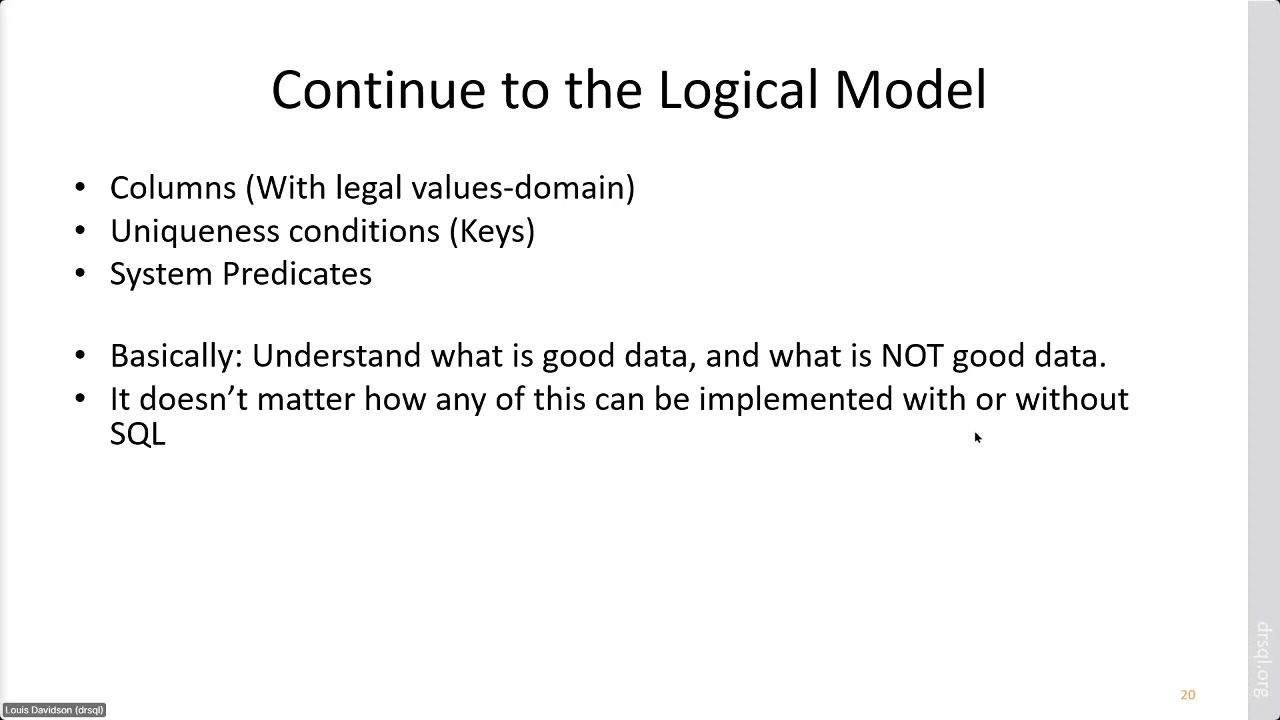 Continue to the Logical Model
• Columns (With legal values-domain)
• Uniqueness conditions (Keys)
• System Predicates
• Basically: Understand what is good data, and what is NOT good data.
• It doesn’t matter how any of this can be implemented with or without
SQL
drsql.org
20
Louis Davidson (drsql)